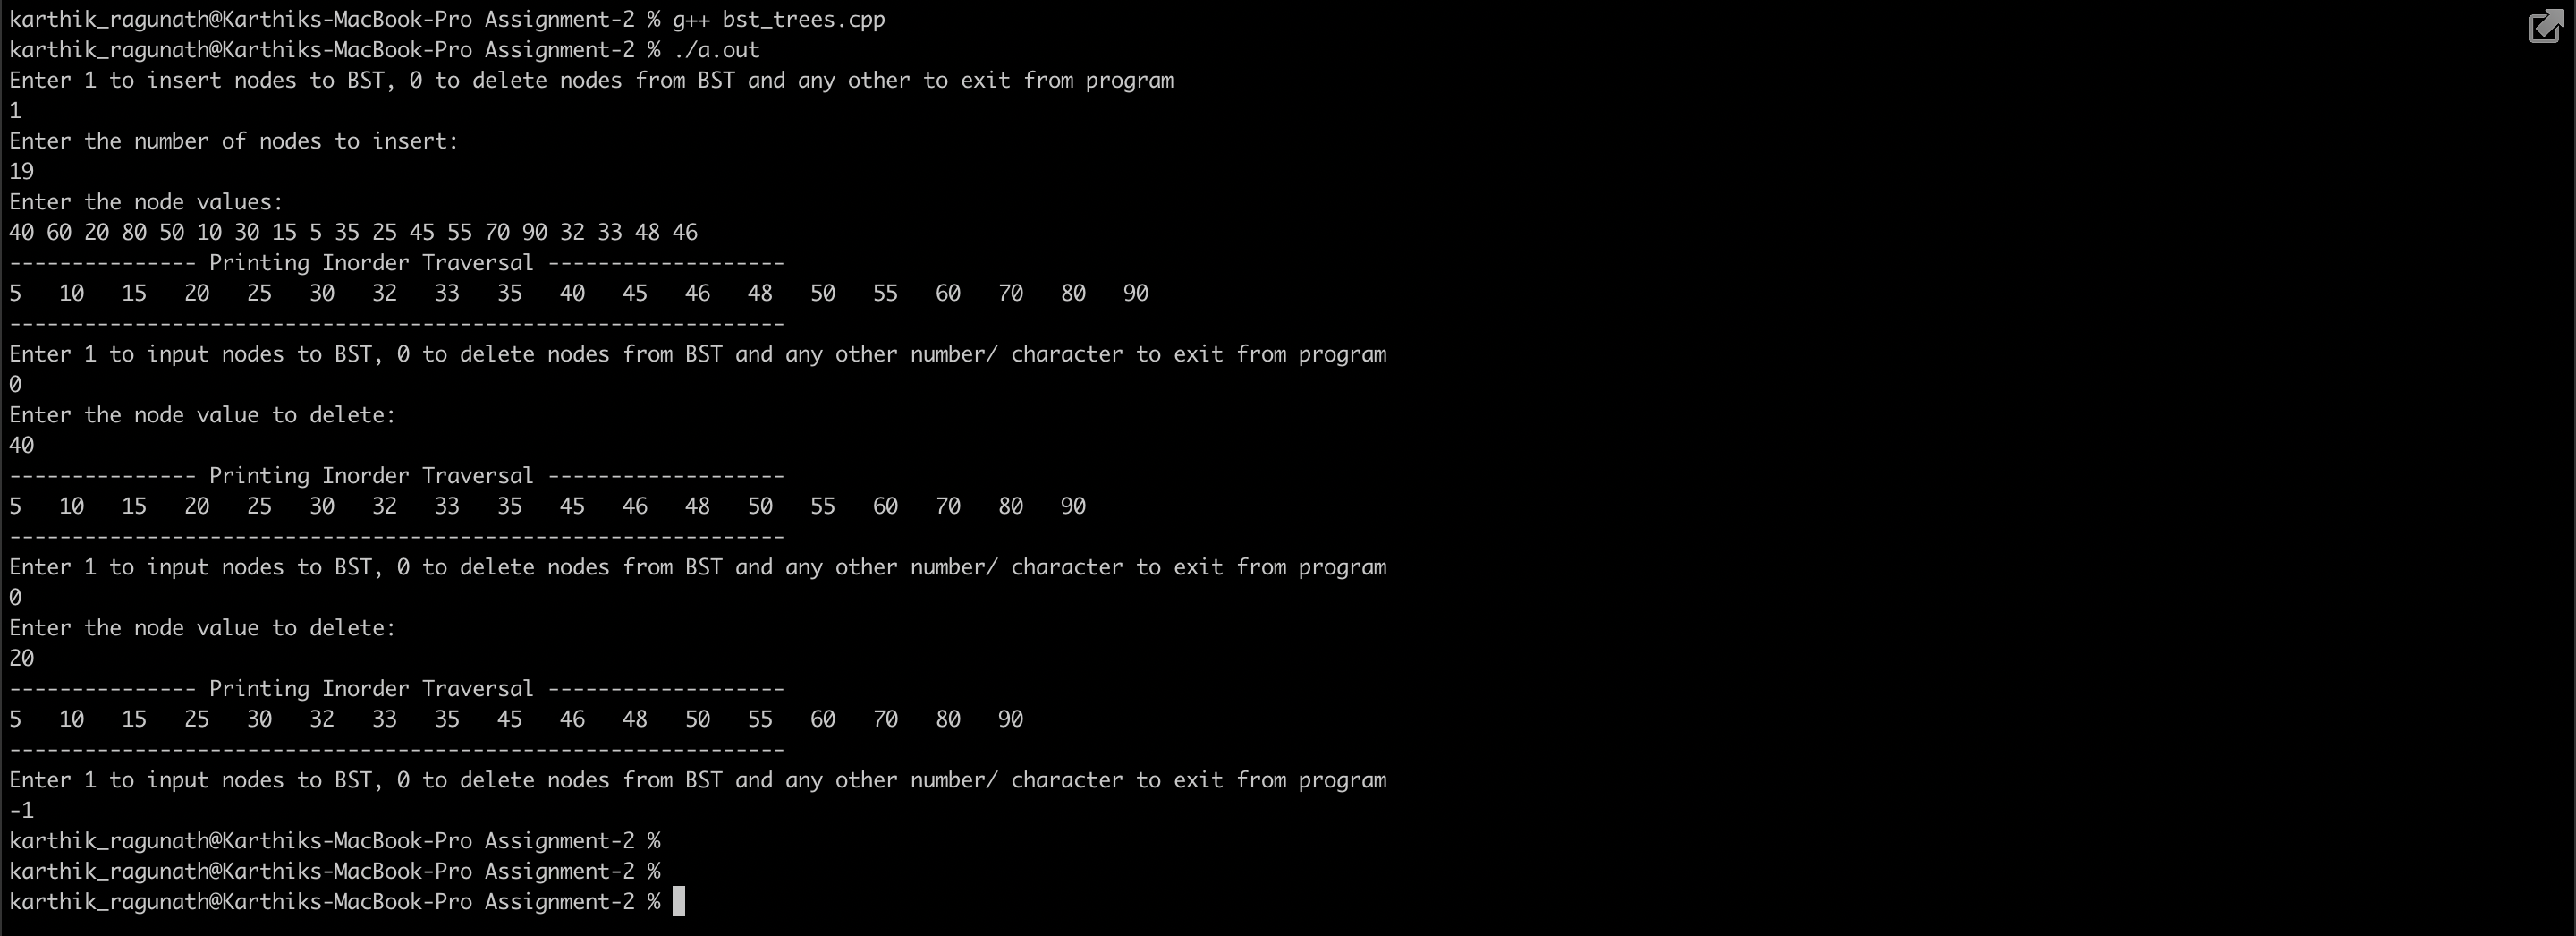 karthik_ragunath@Karthiks-MacBook-Pro Assignment-2 % g++ bst_trees.cpp
karthik_ragunath@Karthiks-MacBook-Pro Assignment-2 % ./a.out
Enter 1 to insert nodes to BST, 0 to delete nodes from BST and any other to exit from program
1
Enter the number of nodes to insert:
19
Enter the node values:
40 60 20 80 50 10 30 15 5 35 25 45 55 70 90 32 33 48 46
--------------- Printing Inorder Traversal -------------------
5   10   15   20   25   30   32   33   35   40   45   46   48   50   55   60   70   80   90
--------------------------------------------------------------
Enter 1 to input nodes to BST, 0 to delete nodes from BST and any other number/ character to exit from program
0
Enter the node value to delete:
40
--------------- Printing Inorder Traversal -------------------
5   10   15   20   25   30   32   33   35   45   46   48   50   55   60   70   80   90
--------------------------------------------------------------
Enter 1 to input nodes to BST, 0 to delete nodes from BST and any other number/ character to exit from program
0
Enter the node value to delete:
20
--------------- Printing Inorder Traversal -------------------
5   10   15   25   30   32   33   35   45   46   48   50   55   60   70   80   90
--------------------------------------------------------------
Enter 1 to input nodes to BST, 0 to delete nodes from BST and any other number/ character to exit from program
-1
karthik_ragunath@Karthiks-MacBook-Pro Assignment-2 %
karthik_ragunath@Karthiks-MacBook-Pro Assignment-2 %
karthik_ragunath@Karthiks-MacBook-Pro Assignment-2 %